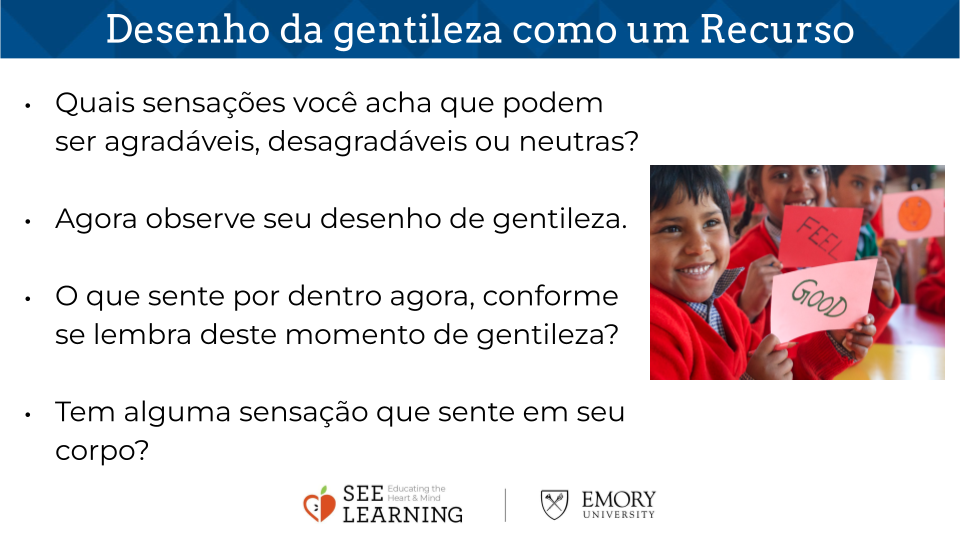 Desenho da gentileza como um Recurso
• Quais sensações você acha que podem
ser agradáveis, desagradáveis ou neutras?
• Agora observe seu desenho de gentileza.
• O que sente por dentro agora, conforme
se lembra deste momento de gentileza?
• Tem alguma sensação que sente em seu
corpo?
FEEL
GOOD
SEE Educating the
Heart & Mind
LEARNING
EMORY
UNIVERSITY